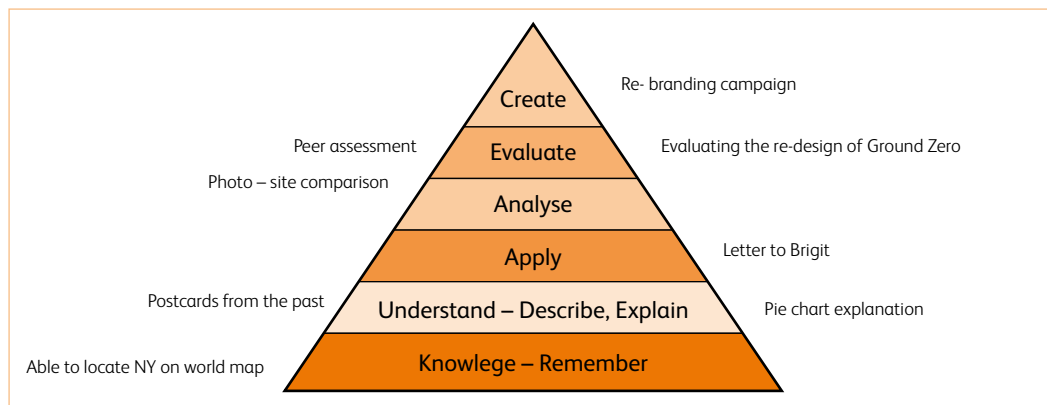 Re- branding campaign
Create
Peer assessment
Evaluate
Evaluating the re-design of Ground Zero
Photo – site comparison
Analyse
Letter to Brigit
Apply
Postcards from the past
Understand – Describe, Explain
Pie chart explanation
Able to locate NY on world map
Knowlege – Remember